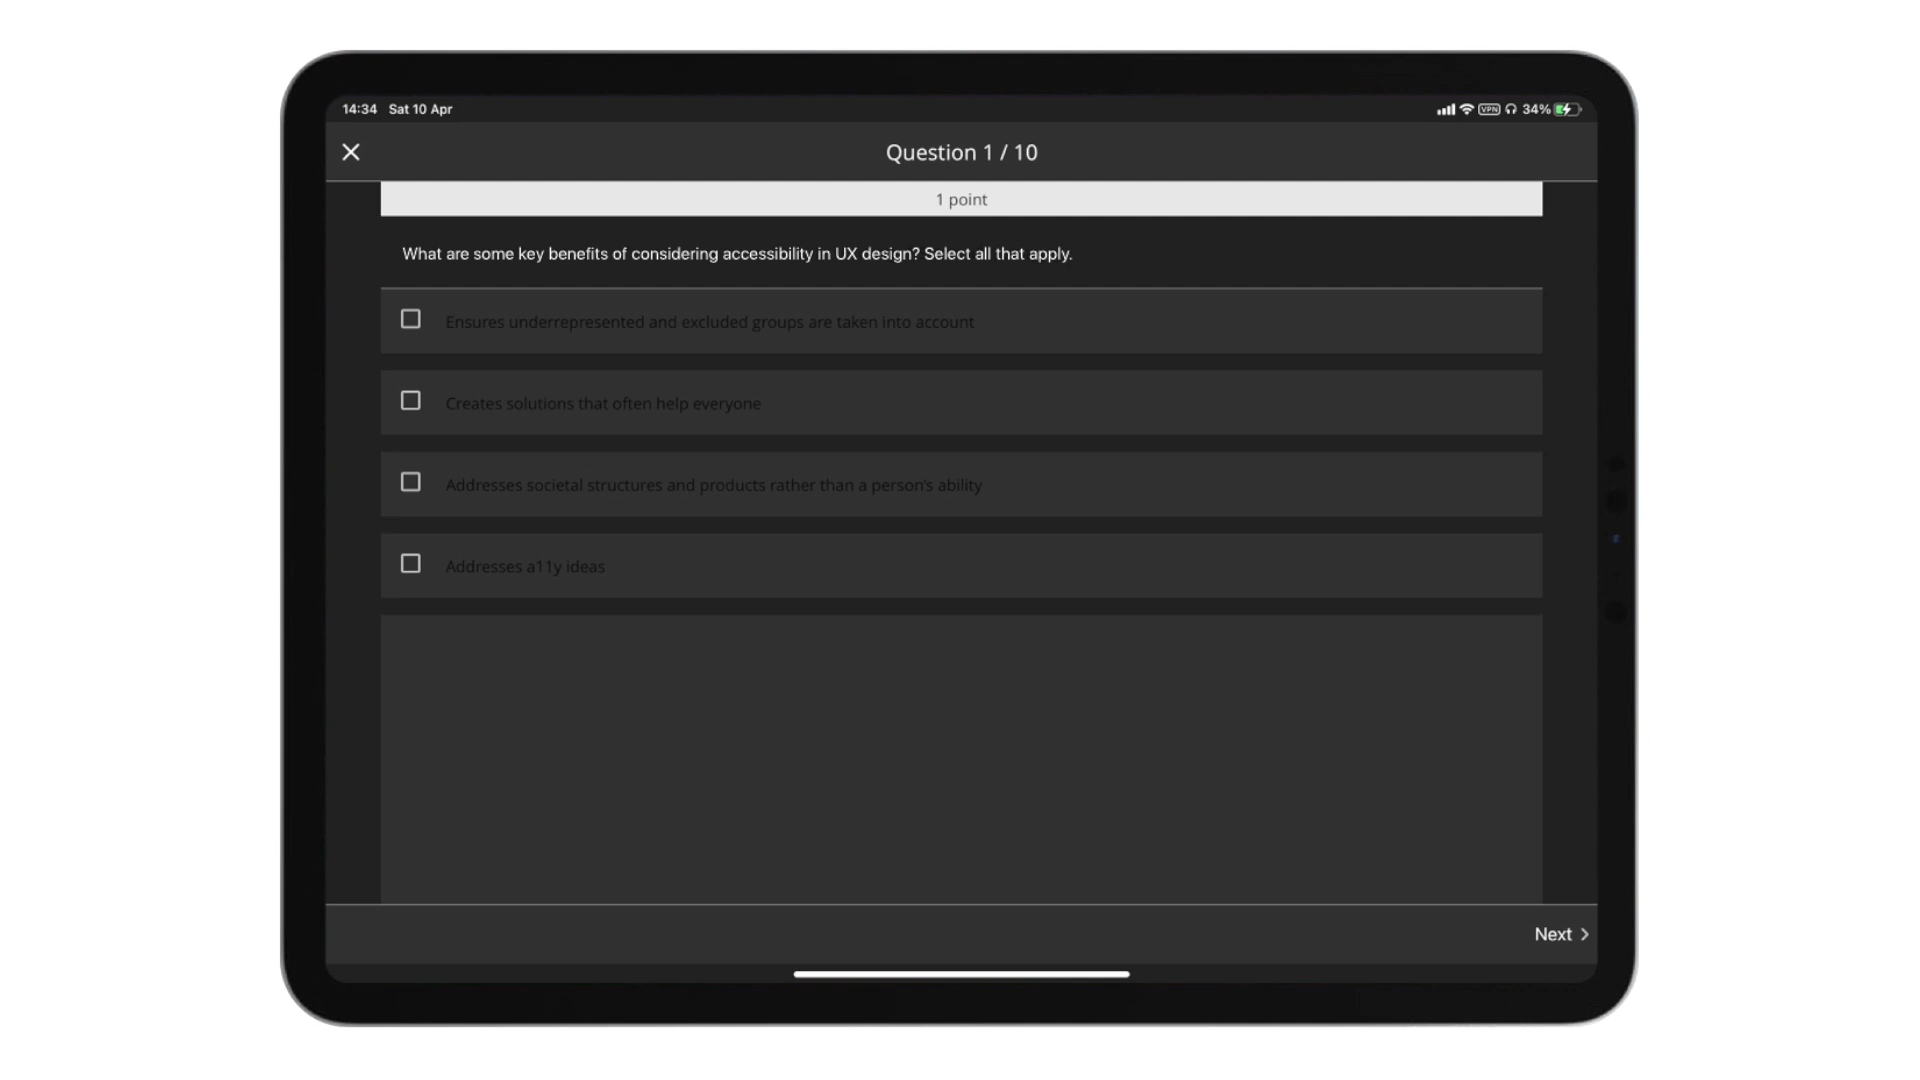 14:34 Sat 10 Apr
VPN 34%
Question 1 / 10
1 point
What are some key benefits of considering accessibility in UX design? Select all that apply.
Ensures underrepresented and excluded groups are taken into account
Creates solutions that often help everyone
Addresses societal structures and products rather than a person's ability
Addresses a11y ideas
Next